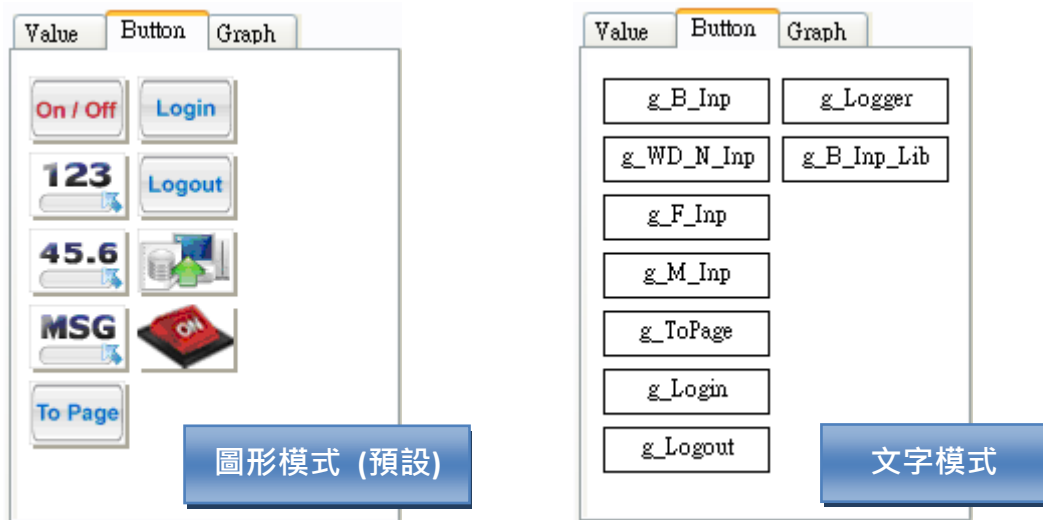 Value Button Graph
On / Off Login
123 Logout
45.6
MSG ON
To Page
圖形模式 (預設)
Value Button Graph
g_B_Inp g_Logger
g_WD_N_Inp g_B_Inp_Lib
g_F_Inp
g_M_Inp
g_ToPage
g_Login
g_Logout
文字模式